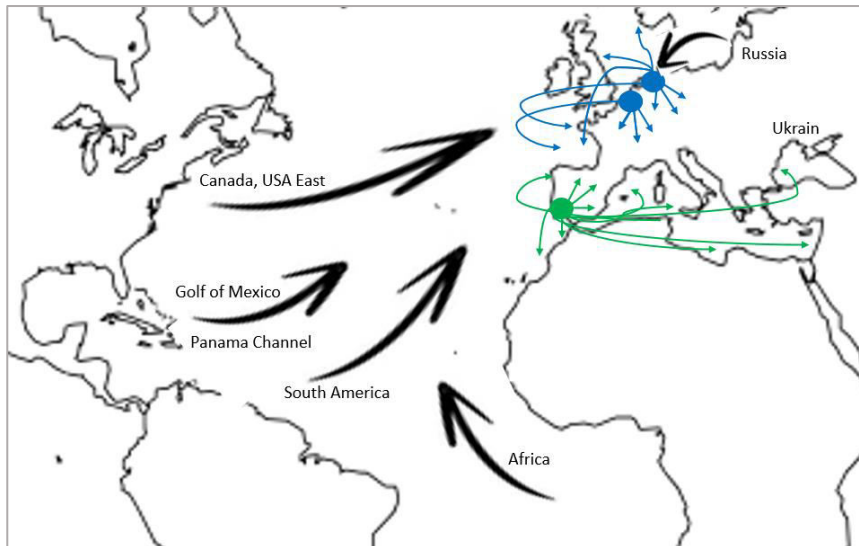 Russia
Ukrain
Canada, USA East
Golf of Mexico
Panama Channel
South America
Africa